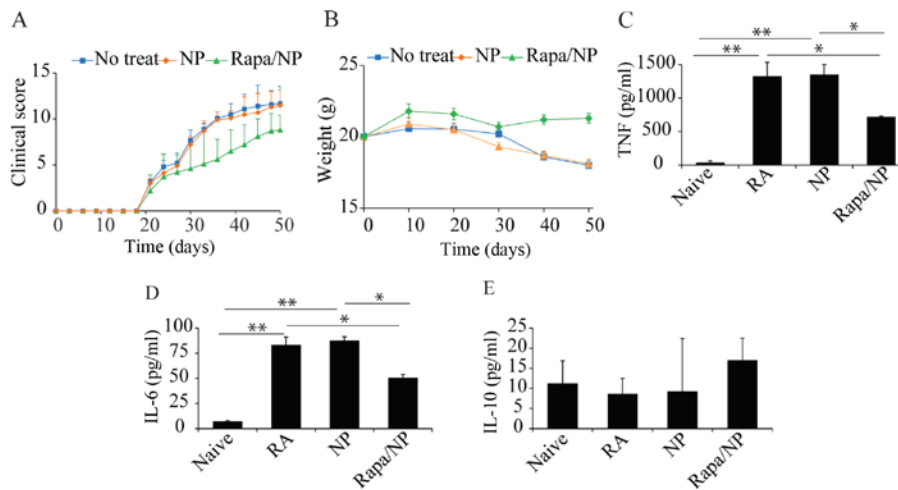 A
No treat NP Rapa/NP
Clinical score
15
10
5
0
0 10 20 30 40 50
Time (days)
B
No treat NP Rapa/NP
Weight (g)
25
20
15
0 10 20 30 40 50
Time (days)
C
** *
** *
TNF (pg/ml)
1500
1000
500
0
Naive RA NP Rapa/NP
D
** *
** *
IL-6 (pg/ml)
100
75
50
25
0
Naive RA NP Rapa/NP
E
IL-10 (pg/ml)
25
20
15
10
5
0
Naive RA NP Rapa/NP